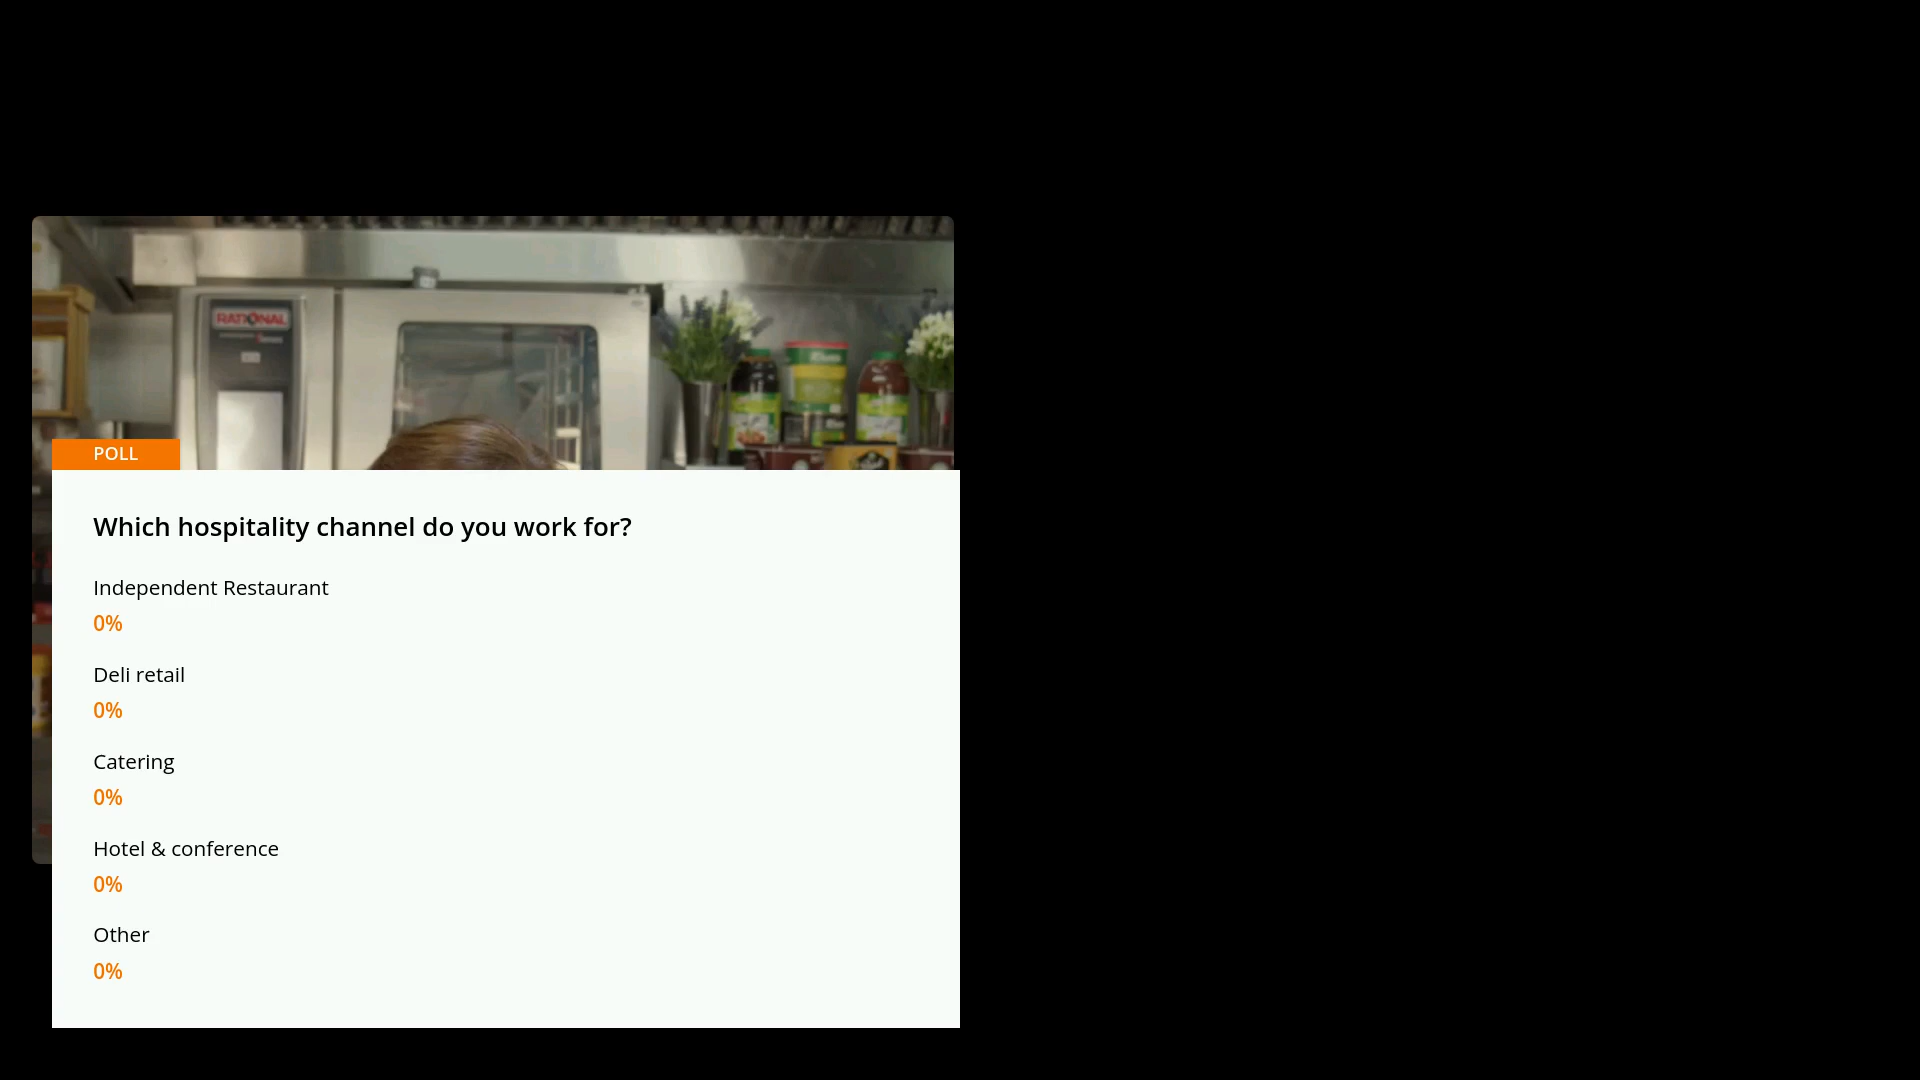 RATIONAL
Knorr
POLL
Which hospitality channel do you work for?
Independent Restaurant
0%
Deli retail
0%
Catering
0%
Hotel & conference
0%
Other
0%